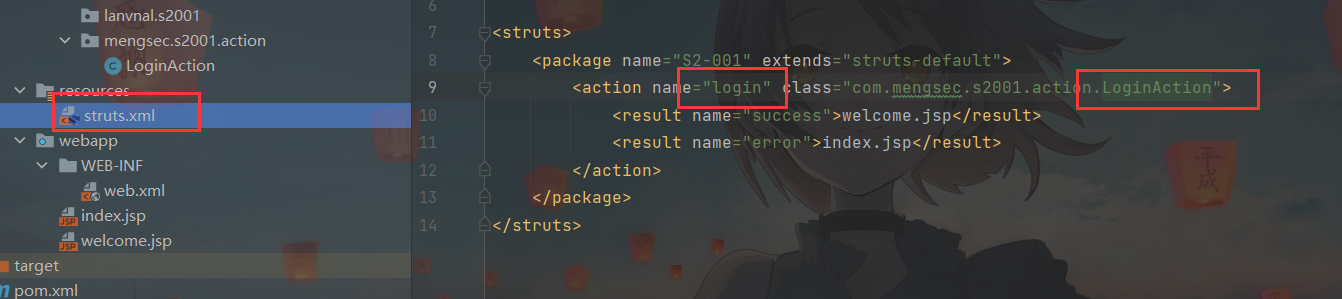 lanvnal.s2001
mengsec.s2001.action
LoginAction
resources
struts.xml
webapp
WEB-INF
web.xml
index.jsp
welcome.jsp
target
pom.xml
6
7 <struts>
8 <package name="S2-001" extends="struts-default">
9 <action name="login" class="com.mengsec.s2001.action.LoginAction">
10 <result name="success">welcome.jsp</result>
11 <result name="error">index.jsp</result>
12 </action>
13 </package>
14 </struts>
平成